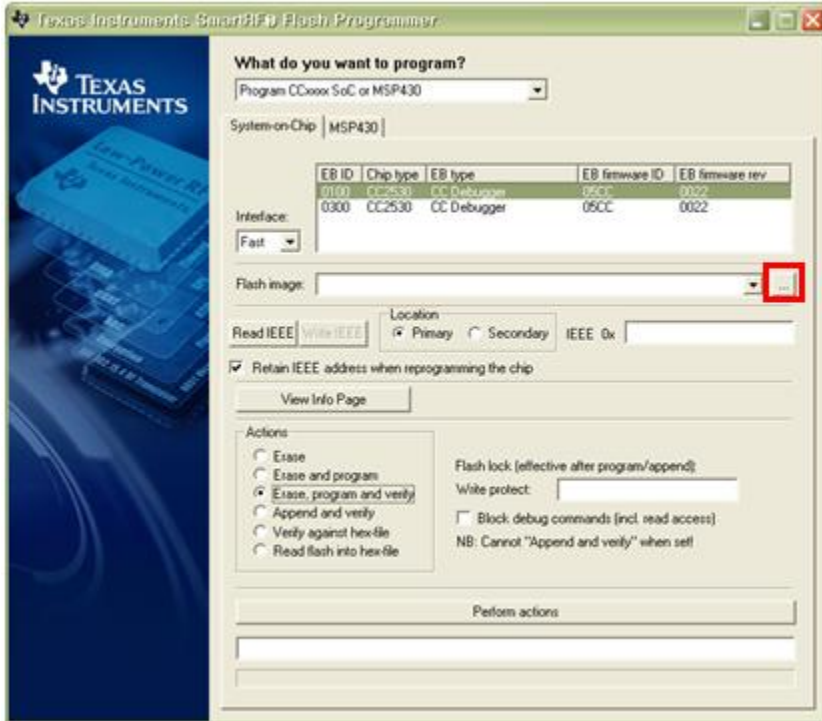 Texas Instruments SmartRF® Flash Programmer
TEXAS
INSTRUMENTS
Low-Power RF
Texas Instruments
What do you want to program?
Program CCxxxx SoC or MSP430
System-on-Chip MSP430
EB ID Chip type EB type EB firmware ID EB firmware rev
0100 CC2530 CC Debugger 05CC 0022
0300 CC2530 CC Debugger 05CC 0022
Interface:
Fast
Flash image:
...
Location
Read IEEE Write IEEE Primary Secondary IEEE 0x
Retain IEEE address when reprogramming the chip
View Info Page
Actions
Erase
Erase and program
Erase, program and verify
Append and verify
Verify against hex-file
Read flash into hex-file
Flash lock (effective after program/append):
Write protect:
Block debug commands (incl. read access)
NB: Cannot "Append and verify" when set!
Perform actions